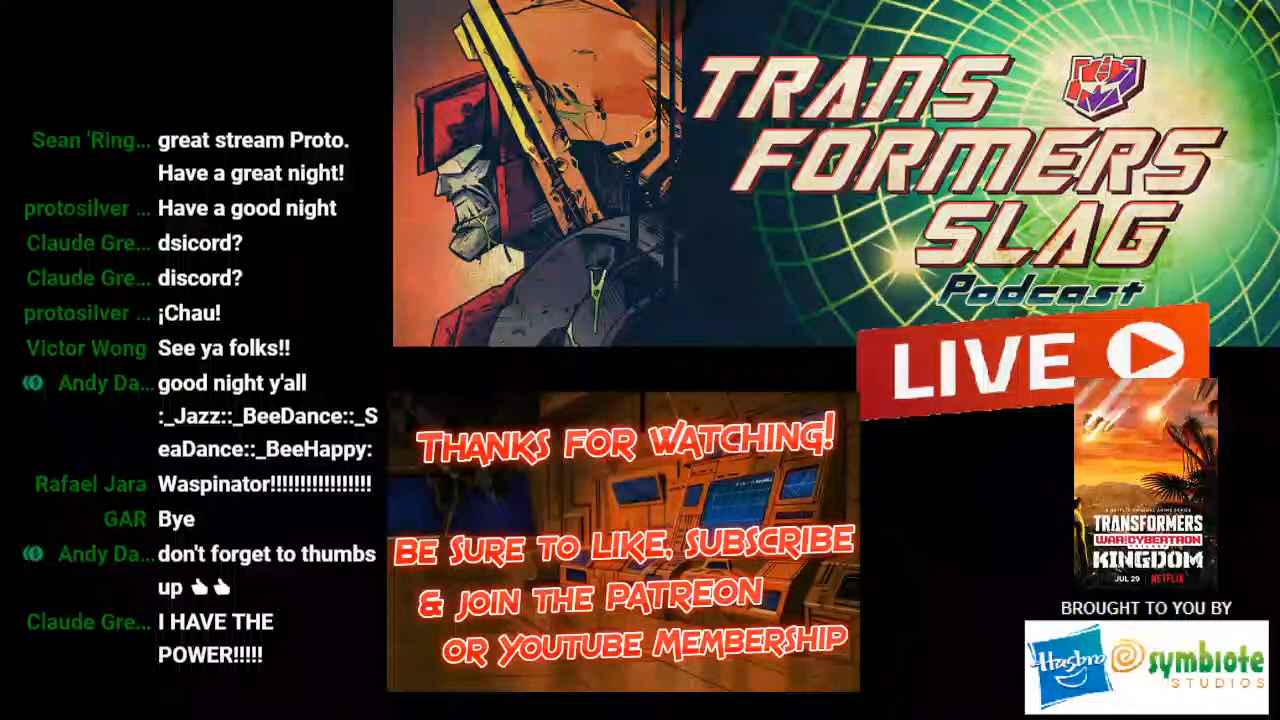 Sean 'Ring... great stream Proto.
Have a great night!
protosilver ... Have a good night
Claude Gre... dsicord?
Claude Gre... discord?
protosilver ... ¡Chau!
Victor Wong See ya folks!!
Andy Da... good night y'all
:_Jazz::_BeeDance::_S
eaDance::_BeeHappy:
Rafael Jara Waspinator!!!!!!!!!!!!!!!!!
GAR Bye
Andy Da... don't forget to thumbs
up 👍👍
Claude Gre... I HAVE THE
POWER!!!!!
TRANS
FORMERS
SLAG
Podcast
LIVE
THANKS FOR WATCHING!
BE SURE TO LIKE, SUBSCRIBE
& JOIN THE PATREON
OR YOUTUBE MEMBERSHIP
A NETFLIX ORIGINAL ANIME SERIES
TRANSFORMERS
WAR CYBERTRON
KINGDOM
JUL 29 | NETFLIX
BROUGHT TO YOU BY
Hasbro
symbiote
STUDIOS